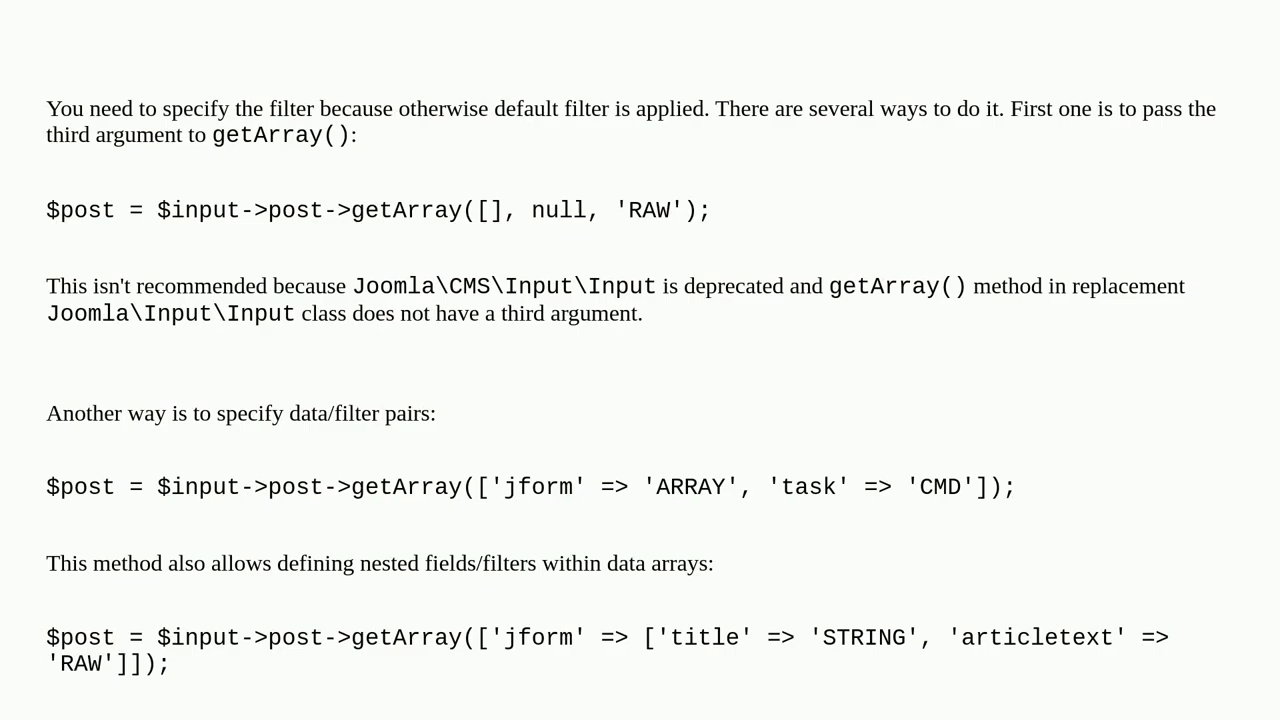 You need to specify the filter because otherwise default filter is applied. There are several ways to do it. First one is to pass the
third argument to getArray():
$post = $input->post->getArray([], null, 'RAW');
This isn't recommended because Joomla\CMS\Input\Input is deprecated and getArray() method in replacement
Joomla\Input\Input class does not have a third argument.
Another way is to specify data/filter pairs:
$post = $input->post->getArray(['jform' => 'ARRAY', 'task' => 'CMD']);
This method also allows defining nested fields/filters within data arrays:
$post = $input->post->getArray(['jform' => ['title' => 'STRING', 'articletext' =>
'RAW']]);